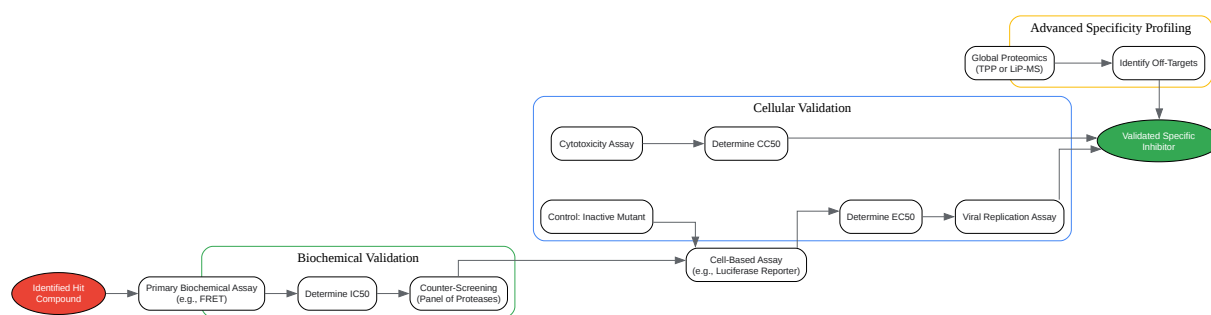 Advanced Specificity Profiling
Global Proteomics
(TPP or LiP-MS)
Identify Off-Targets
Cellular Validation
Cytotoxicity Assay
Determine CC50
Validated Specific
Inhibitor
Control: Inactive Mutant
Determine EC50
Viral Replication Assay
Cell-Based Assay
(e.g., Luciferase Reporter)
Biochemical Validation
Identified Hit
Compound
Primary Biochemical Assay
(e.g., FRET)
Determine IC50
Counter-Screening
(Panel of Proteases)